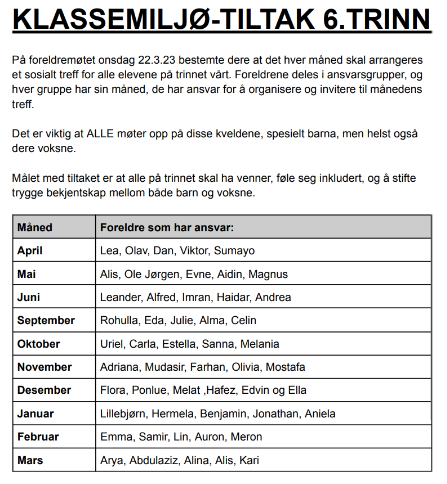 KLASSEMILJØ-TILTAK 6.TRINN
På foreldremøtet onsdag 22.3.23 bestemte dere at det hver måned skal arrangeres
et sosialt treff for alle elevene på trinnet vårt. Foreldrene deles i ansvarsgrupper, og
hver gruppe har sin måned, de har ansvar for å organisere og invitere til månedens
treff.
Det er viktig at ALLE møter opp på disse kveldene, spesielt barna, men helst også
dere voksne.
Målet med tiltaket er at alle på trinnet skal ha venner, føle seg inkludert, og å stifte
trygge bekjentskap mellom både barn og voksne.
Måned Foreldre som har ansvar:
April Lea, Olav, Dan, Viktor, Sumayo
Mai Alis, Ole Jørgen, Evne, Aidin, Magnus
Juni Leander, Alfred, Imran, Haidar, Andrea
September Rohulla, Eda, Julie, Alma, Celin
Oktober Uriel, Carla, Estella, Sanna, Melania
November Adriana, Mudasir, Farhan, Olivia, Mostafa
Desember Flora, Ponlue, Melat ,Hafez, Edvin og Ella
Januar Lillebjørn, Hermela, Benjamin, Jonathan, Aniela
Februar Emma, Samir, Lin, Auron, Meron
Mars Arya, Abdulaziz, Alina, Alis, Kari